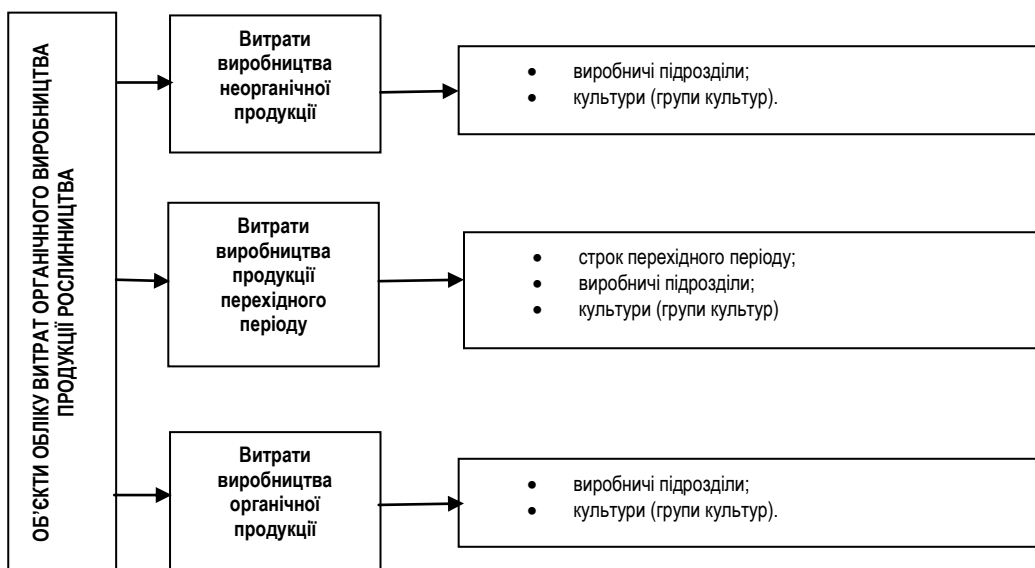 ОБ’ЄКТИ ОБЛІКУ ВИТРАТ ОРГАНІЧНОГО ВИРОБНИЦТВА
ПРОДУКЦІЇ РОСЛИННИЦТВА
Витрати
виробництва
неорганічної
продукції
• виробничі підрозділи;
• культури (групи культур).
Витрати
виробництва
продукції
перехідного
періоду
• строк перехідного періоду;
• виробничі підрозділи;
• культури (групи культур)
Витрати
виробництва
органічної
продукції
• виробничі підрозділи;
• культури (групи культур).